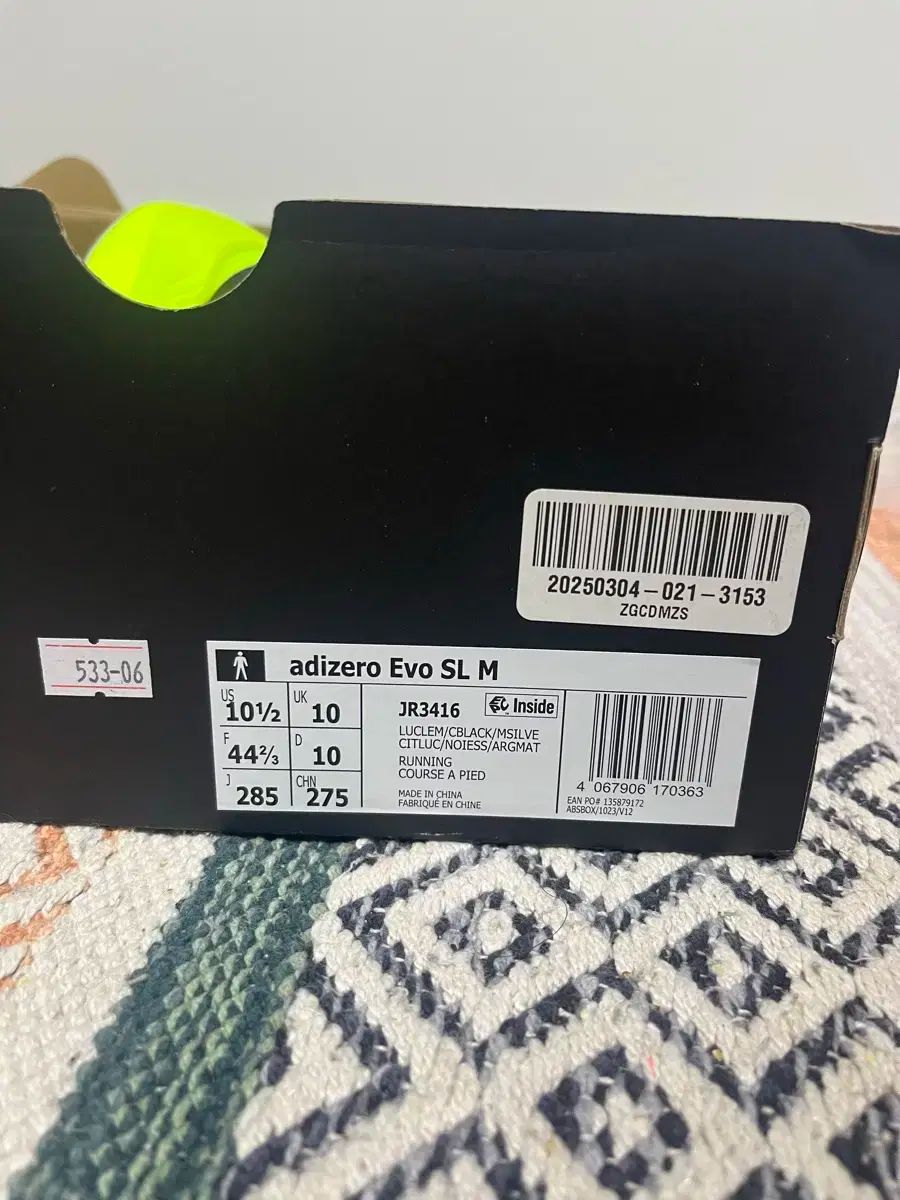 20250304-021-3153
ZGCDMZS
533-06
adizero Evo SL M
US 10½ UK 10
F 44⅔ D 10
J 285 CHN 275
JR3416 Inside
LUCLEM/CBLACK/MSILVE
CITLUC/NOIESS/ARGMAT
RUNNING
COURSE A PIED
MADE IN CHINA
FABRIQUÉ EN CHINE
4 067906 170363
EAN PO# 135879172
ABSBOX/1023/V12